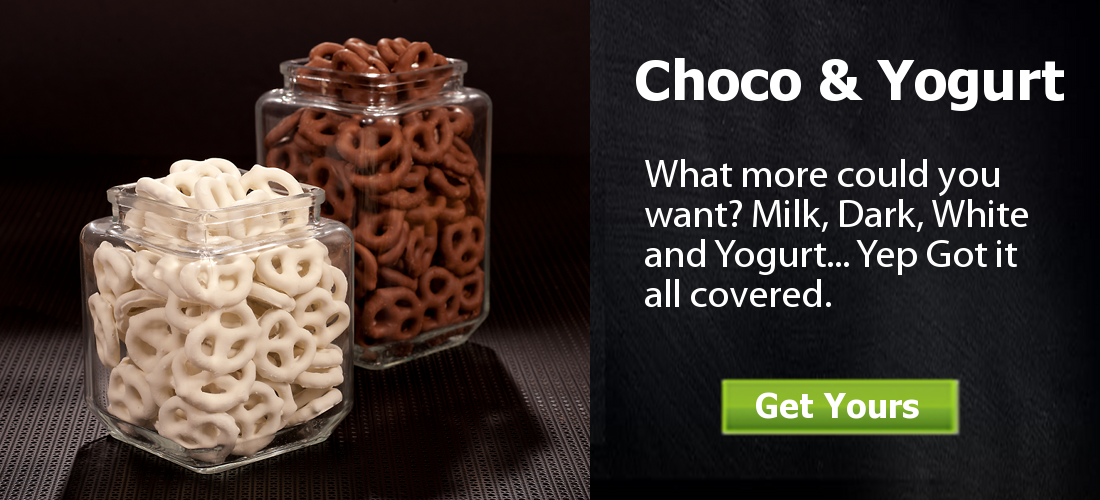 Choco & Yogurt
What more could you
want? Milk, Dark, White
and Yogurt... Yep Got it
all covered.
Get Yours